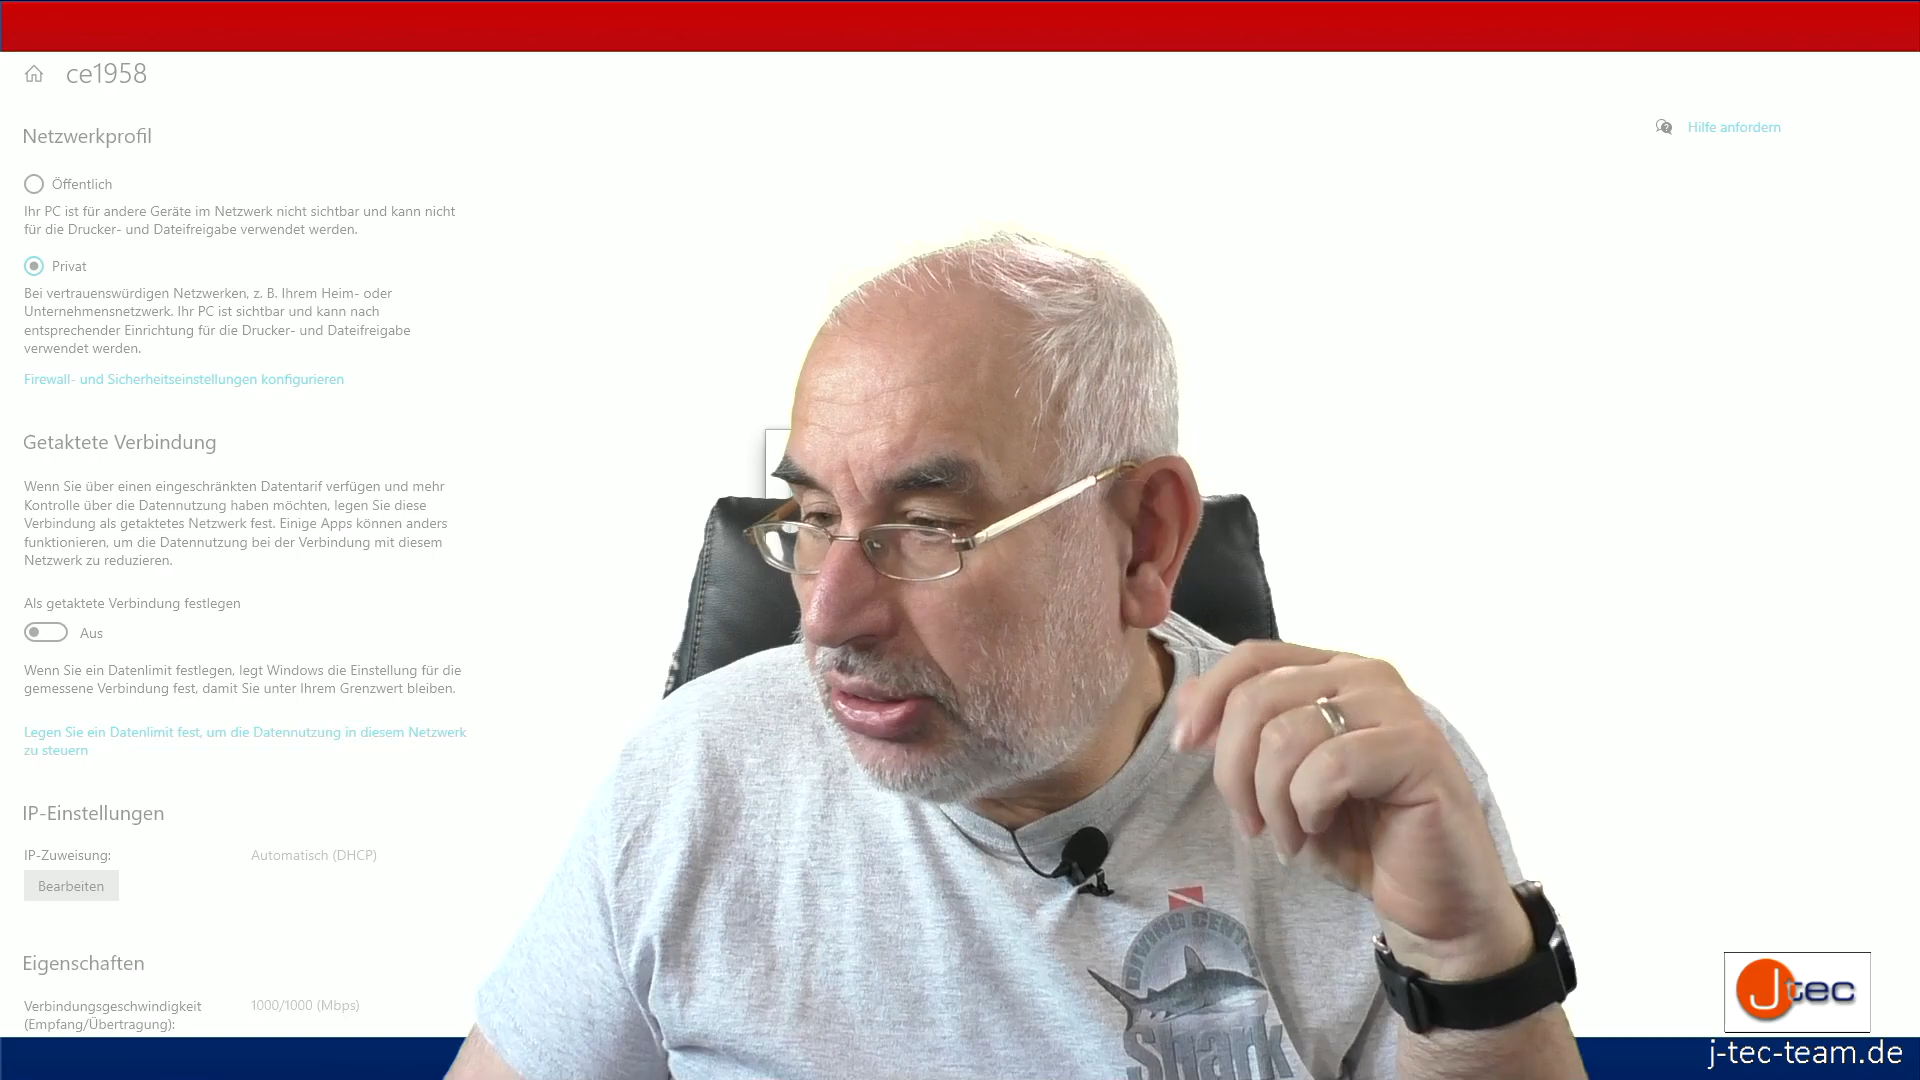 ce1958
Netzwerkprofil
Hilfe anfordern
Öffentlich
Ihr PC ist für andere Geräte im Netzwerk nicht sichtbar und kann nicht
für die Drucker- und Dateifreigabe verwendet werden.
Privat
Bei vertrauenswürdigen Netzwerken, z. B. Ihrem Heim- oder
Unternehmensnetzwerk. Ihr PC ist sichtbar und kann nach
entsprechender Einrichtung für die Drucker- und Dateifreigabe
verwendet werden.
Firewall- und Sicherheitseinstellungen konfigurieren
Getaktete Verbindung
Wenn Sie über einen eingeschränkten Datentarif verfügen und mehr
Kontrolle über die Datennutzung haben möchten, legen Sie diese
Verbindung als getaktetes Netzwerk fest. Einige Apps können anders
funktionieren, um die Datennutzung bei der Verbindung mit diesem
Netzwerk zu reduzieren.
Als getaktete Verbindung festlegen
Aus
Wenn Sie ein Datenlimit festlegen, legt Windows die Einstellung für die
gemessene Verbindung fest, damit Sie unter Ihrem Grenzwert bleiben.
Legen Sie ein Datenlimit fest, um die Datennutzung in diesem Netzwerk
zu steuern
IP-Einstellungen
IP-Zuweisung: Automatisch (DHCP)
Bearbeiten
Eigenschaften
Verbindungsgeschwindigkeit 1000/1000 (Mbps)
(Empfang/Übertragung):
Shark
Jtec
j-tec-team.de